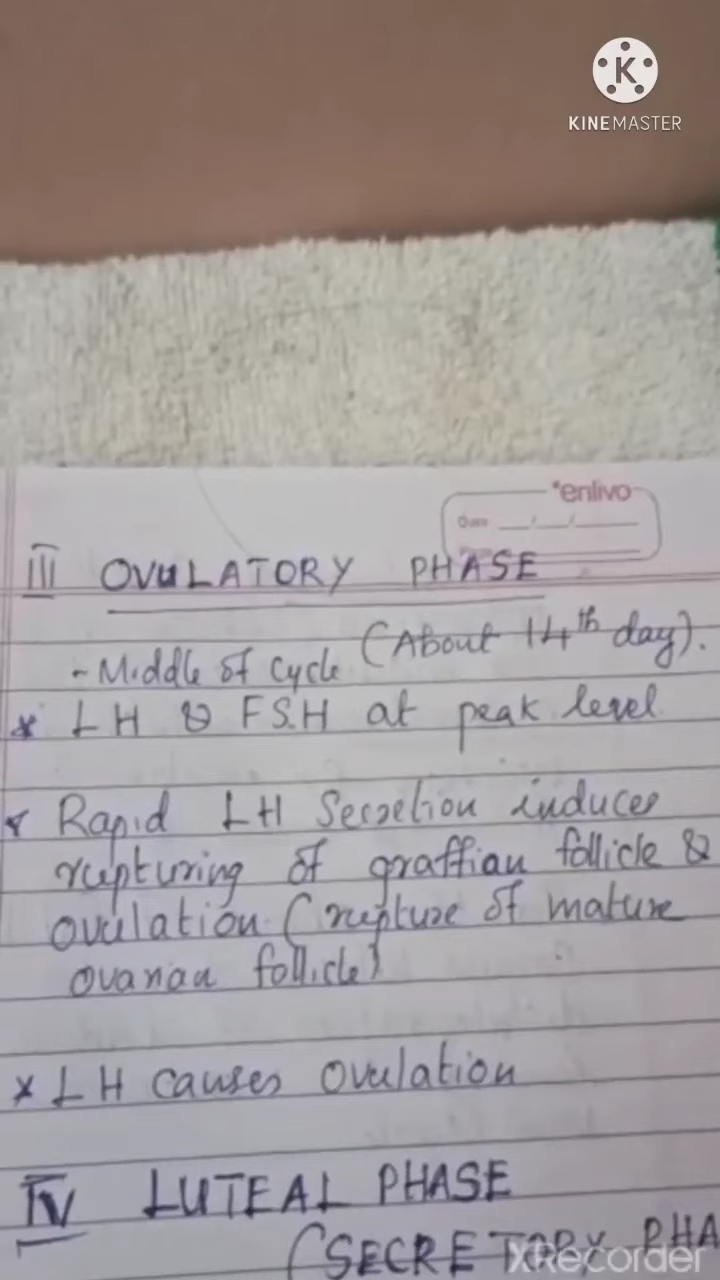 KINEMASTER
*enlivo
Date
III OVULATORY PHASE
- Middle of Cycle (About 14th day).
* LH & FSH at peak level
* Rapid LH Secretion induces
rupturing of graffian follicle &
ovulation (rupture of mature
ovarian follicle)
* LH causes Ovulation
IV LUTEAL PHASE
(SECRETORY PHA
XRecorder